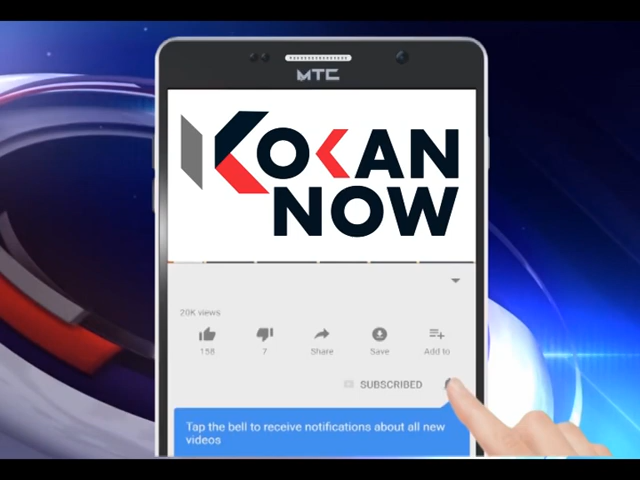 MTC
KOKAN
NOW
20K views
158 7 Share Save Add to
SUBSCRIBED
Tap the bell to receive notifications about all new
videos